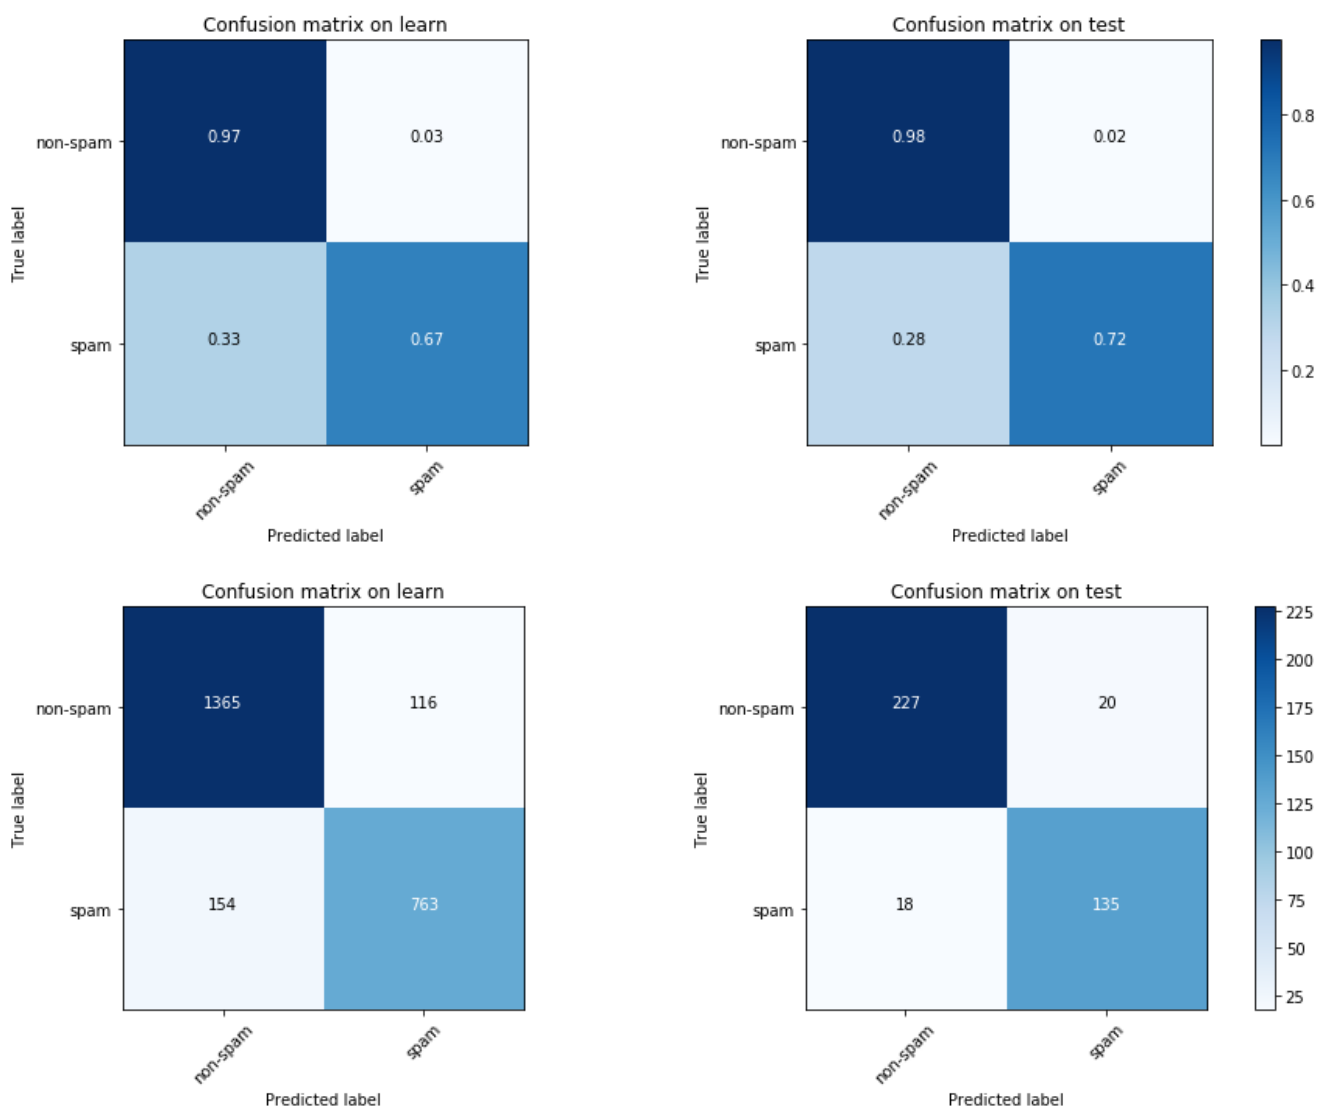 Confusion matrix on learn
Confusion matrix on test
non-spam
0.97
0.03
non-spam
0.98
0.02
0.8
0.6
0.4
0.2
True label
True label
spam
0.33
0.67
spam
0.28
0.72
non-spam
spam
non-spam
spam
Predicted label
Predicted label
Confusion matrix on learn
Confusion matrix on test
non-spam
1365
116
non-spam
227
20
225
200
175
150
125
100
75
50
25
True label
True label
spam
154
763
spam
18
135
non-spam
spam
non-spam
spam
Predicted label
Predicted label